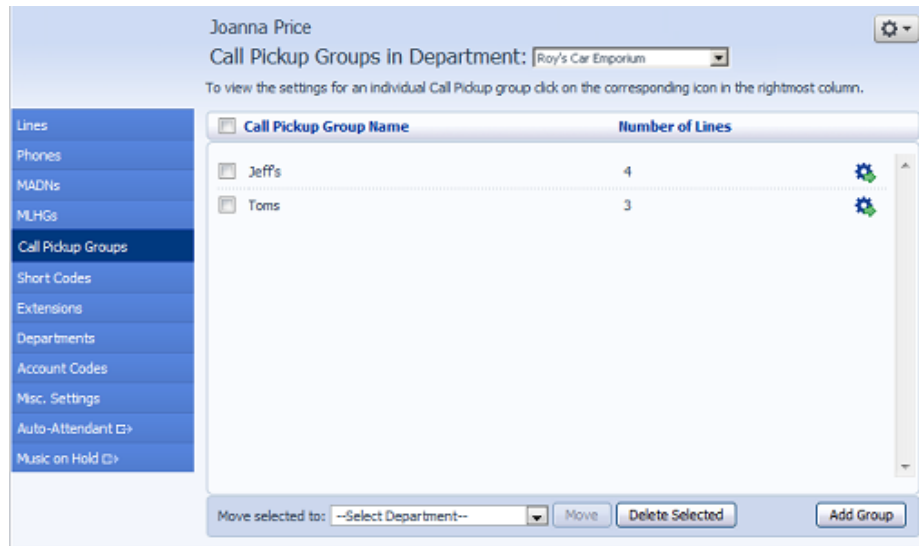 Joanna Price
Call Pickup Groups in Department: Roy's Car Emporium
To view the settings for an individual Call Pickup group click on the corresponding icon in the rightmost column.
Lines
Phones
MADNs
MLHGs
Call Pickup Groups
Short Codes
Extensions
Departments
Account Codes
Misc. Settings
Auto-Attendant
Music on Hold
Call Pickup Group Name Number of Lines
Jeff's 4
Toms 3
Move selected to: --Select Department-- Move Delete Selected Add Group